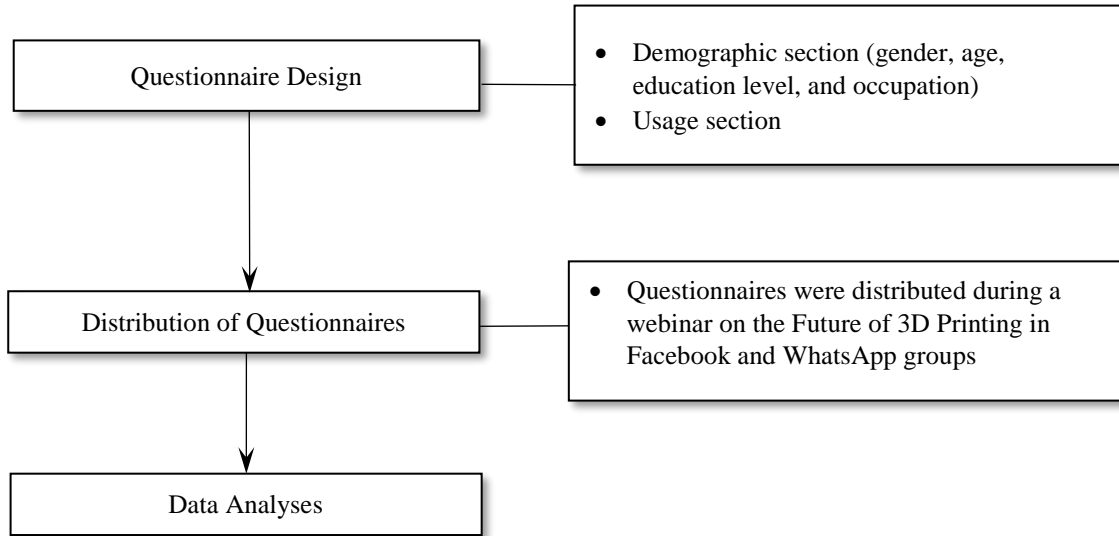 Questionnaire Design
• Demographic section (gender, age,
education level, and occupation)
• Usage section
Distribution of Questionnaires
• Questionnaires were distributed during a
webinar on the Future of 3D Printing in
Facebook and WhatsApp groups
Data Analyses